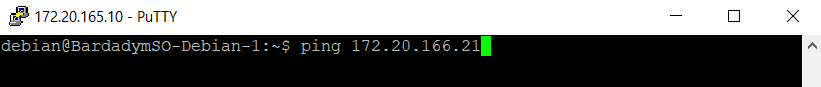 172.20.165.10 - PuTTY
debian@BardadymSO-Debian-1:~$ ping 172.20.166.21